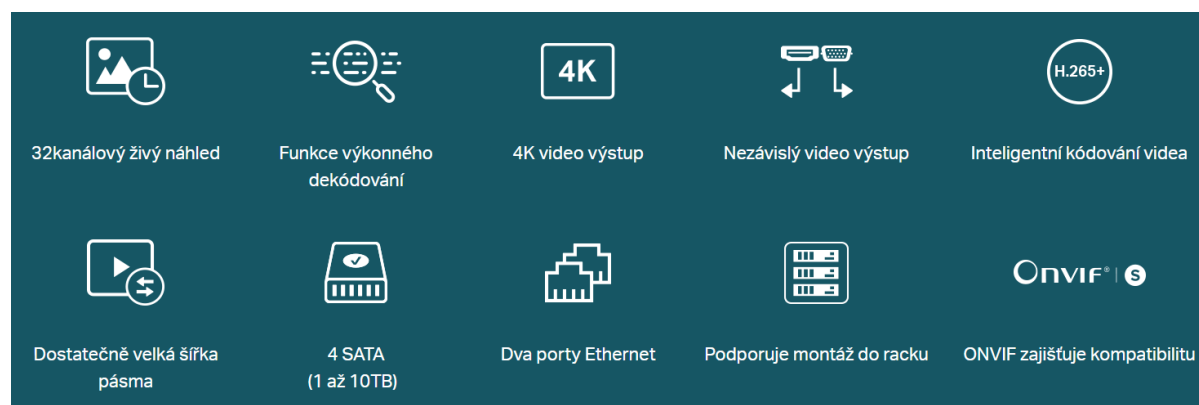 4K
H.265+
32kanálový živý náhled
Funkce výkonného
dekódování
4K video výstup
Nezávislý video výstup
Inteligentní kódování videa
ONVIF® | S
Dostatečně velká šířka
pásma
4 SATA
(1 až 10TB)
Dva porty Ethernet
Podporuje montáž do racku
ONVIF zajišťuje kompatibilitu